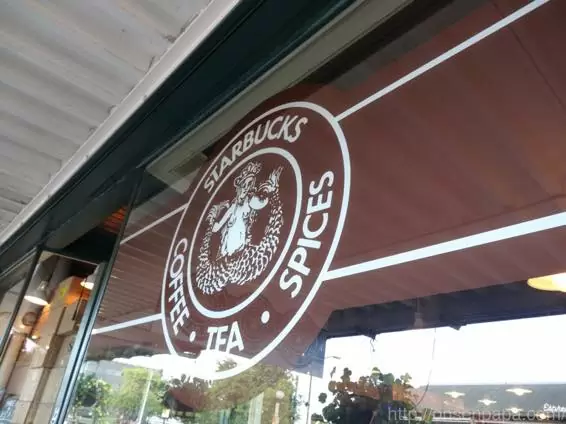 STARBUCKS
COFFEE • TEA • SPICES